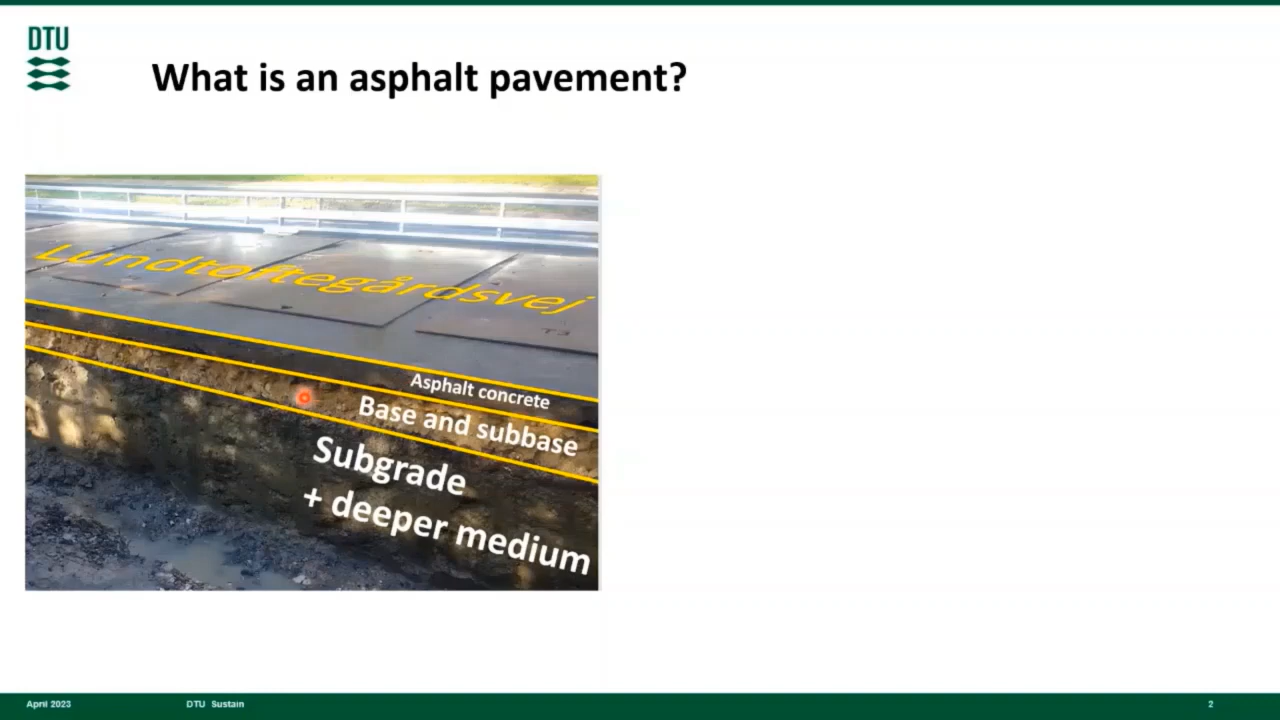 DTU
What is an asphalt pavement?
Lundtoftegårdsvej
Asphalt concrete
Base and subbase
Subgrade
+ deeper medium
April 2023
DTU Sustain
2